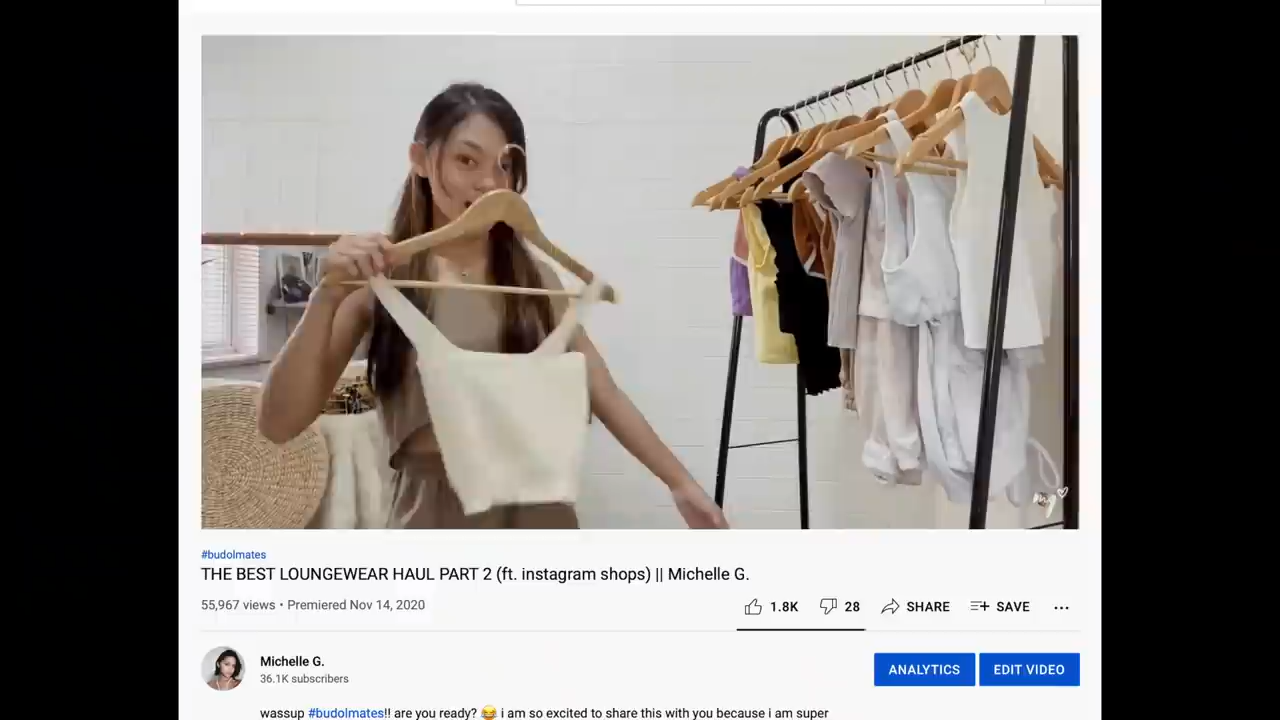 mg
#budolmates
THE BEST LOUNGEWEAR HAUL PART 2 (ft. instagram shops) || Michelle G.
55,967 views • Premiered Nov 14, 2020
1.8K 28 SHARE SAVE ...
Michelle G.
36.1K subscribers
ANALYTICS EDIT VIDEO
wassup #budolmates!! are you ready? 😂 i am so excited to share this with you because i am super